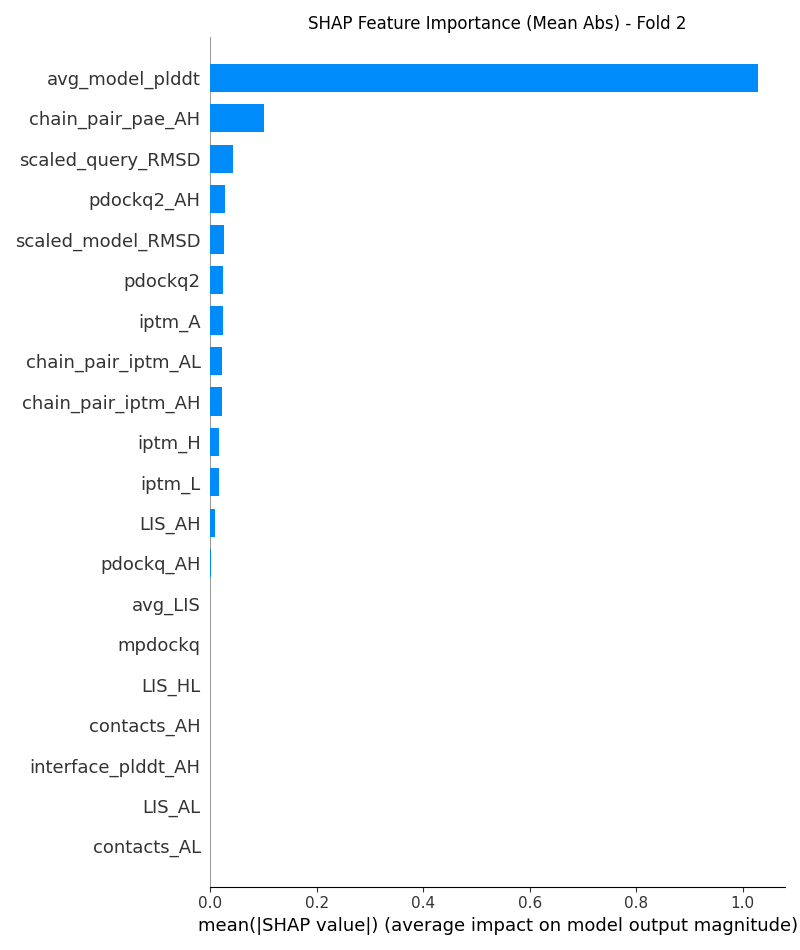 SHAP Feature Importance (Mean Abs) - Fold 2
avg_model_plddt
chain_pair_pae_AH
scaled_query_RMSD
pdockq2_AH
scaled_model_RMSD
pdockq2
iptm_A
chain_pair_iptm_AL
chain_pair_iptm_AH
iptm_H
iptm_L
LIS_AH
pdockq_AH
avg_LIS
mpdockq
LIS_HL
contacts_AH
interface_plddt_AH
LIS_AL
contacts_AL
0.0 0.2 0.4 0.6 0.8 1.0
mean(|SHAP value|) (average impact on model output magnitude)